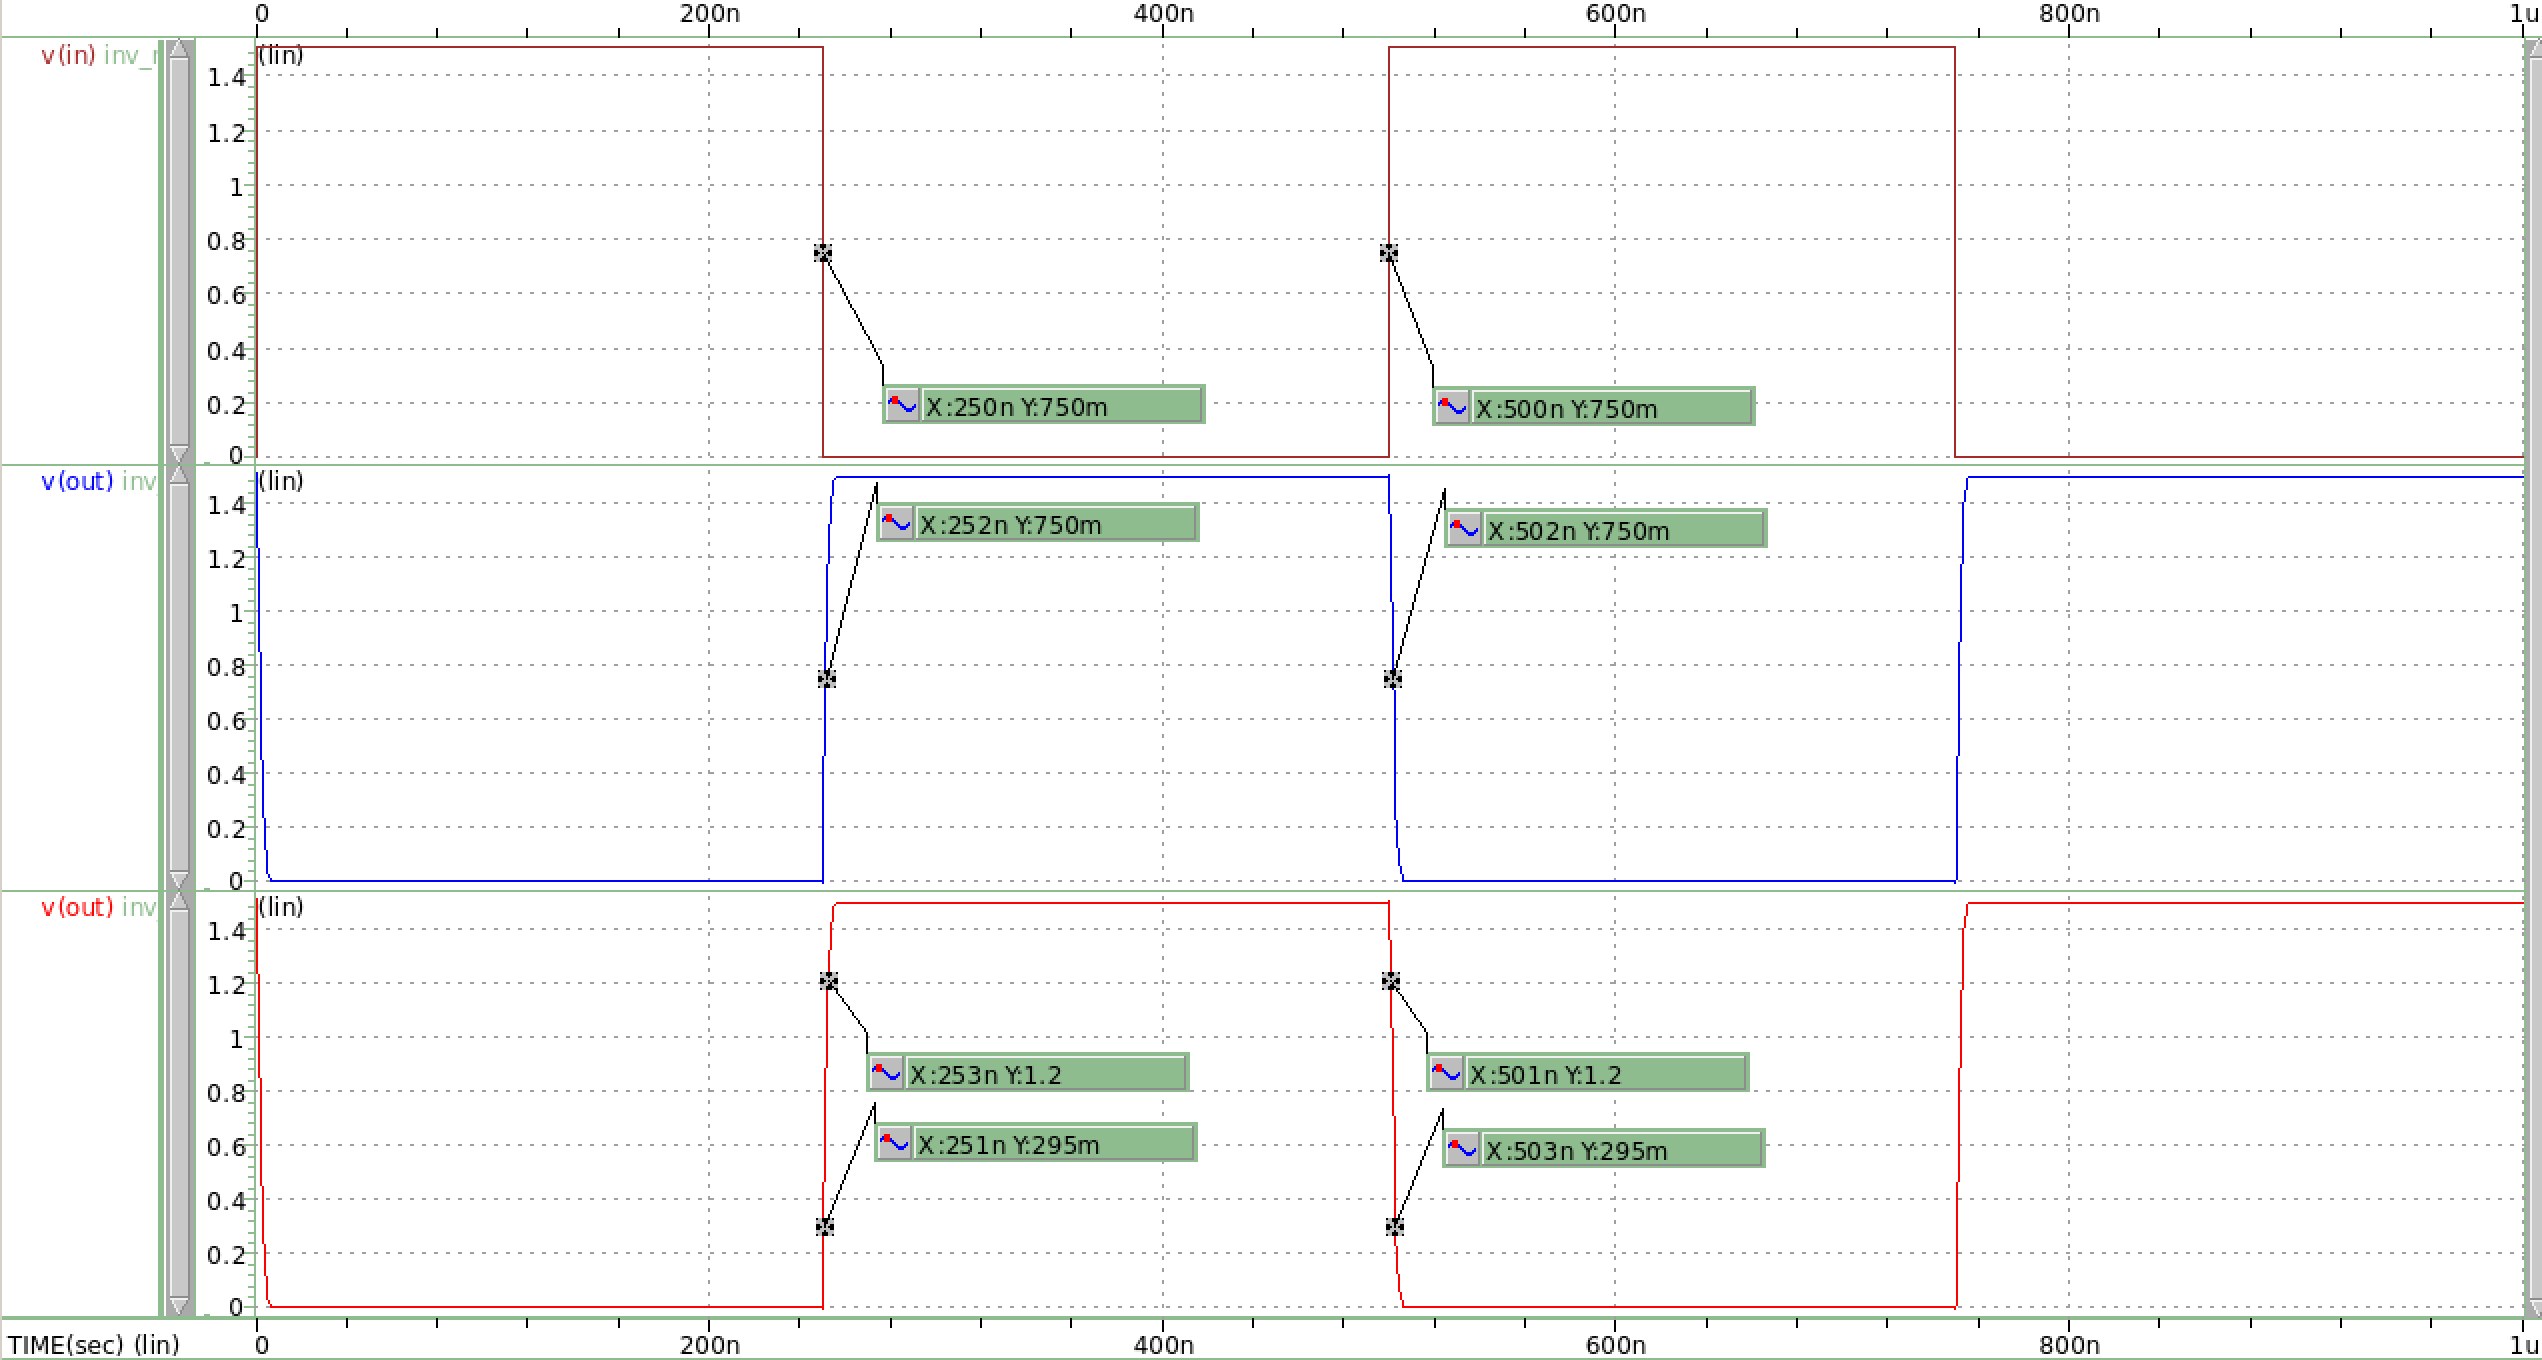 0 200n 400n 600n 800n 1u
v(in) inv_r (lin)
1.4
1.2
1
0.8
0.6
0.4
X:250n Y:750m X:500n Y:750m
0.2
0
v(out) inv_ (lin)
1.4
X:252n Y:750m X:502n Y:750m
1.2
1
0.8
0.6
0.4
0.2
0
v(out) inv_ (lin)
1.4
1.2
1
X:253n Y:1.2 X:501n Y:1.2
0.8
0.6
X:251n Y:295m X:503n Y:295m
0.4
0.2
0
TIME(sec) (lin) 0 200n 400n 600n 800n 1u